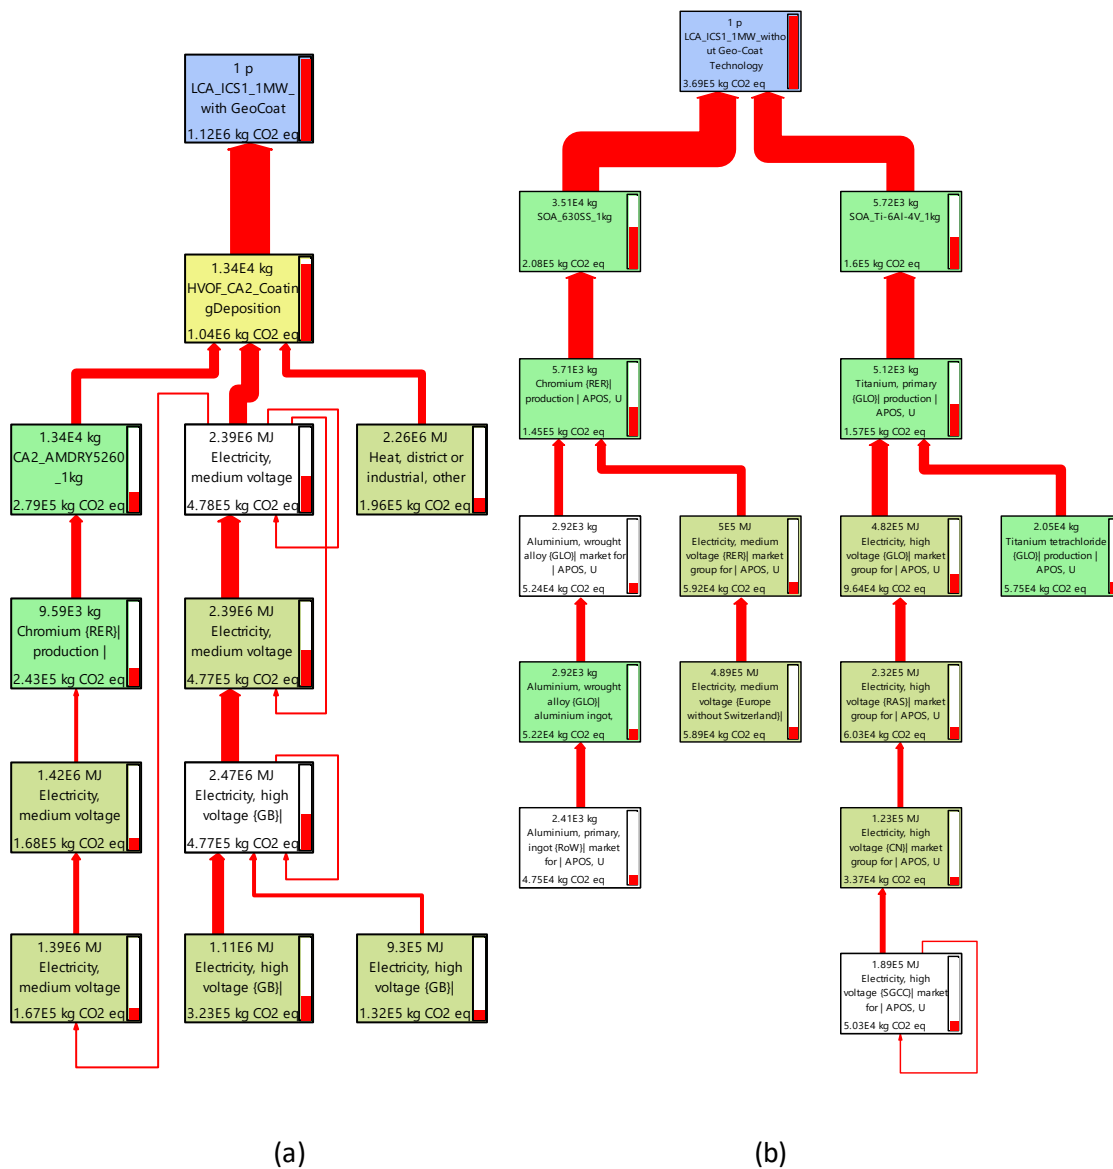 1 p
LCA_ICS1_1MW_
with GeoCoat
1.12E6 kg CO2 eq
1.34E4 kg
HVOF_CA2_Coatin
gDeposition
1.04E6 kg CO2 eq
1.34E4 kg
CA2_AMDRY5260
_1kg
2.79E5 kg CO2 eq
2.39E6 MJ
Electricity,
medium voltage
4.78E5 kg CO2 eq
2.26E6 MJ
Heat, district or
industrial, other
1.96E5 kg CO2 eq
9.59E3 kg
Chromium {RER}|
production |
2.43E5 kg CO2 eq
2.39E6 MJ
Electricity,
medium voltage
4.77E5 kg CO2 eq
1.42E6 MJ
Electricity,
medium voltage
1.68E5 kg CO2 eq
2.47E6 MJ
Electricity, high
voltage {GB}|
4.77E5 kg CO2 eq
1.39E6 MJ
Electricity,
medium voltage
1.67E5 kg CO2 eq
1.11E6 MJ
Electricity, high
voltage {GB}|
3.23E5 kg CO2 eq
9.3E5 MJ
Electricity, high
voltage {GB}|
1.32E5 kg CO2 eq
(a)
1 p
LCA_ICS1_1MW_witho
ut Geo-Coat
Technology
3.69E5 kg CO2 eq
3.51E4 kg
SOA_630SS_1kg
2.08E5 kg CO2 eq
5.72E3 kg
SOA_Ti-6Al-4V_1kg
1.6E5 kg CO2 eq
5.71E3 kg
Chromium {RER}|
production | APOS, U
1.45E5 kg CO2 eq
5.12E3 kg
Titanium, primary
{GLO}| production
| APOS, U
1.57E5 kg CO2 eq
2.92E3 kg
Aluminium, wrought
alloy {GLO}| market for
| APOS, U
5.24E4 kg CO2 eq
5E5 MJ
Electricity, medium
voltage {RER}| market
group for | APOS, U
5.92E4 kg CO2 eq
4.82E5 MJ
Electricity, high
voltage {GLO}| market
group for | APOS, U
9.64E4 kg CO2 eq
2.05E4 kg
Titanium tetrachloride
{GLO}| production |
APOS, U
5.75E4 kg CO2 eq
2.92E3 kg
Aluminium, wrought
alloy {GLO}|
aluminium ingot,
5.22E4 kg CO2 eq
4.89E5 MJ
Electricity, medium
voltage {Europe
without Switzerland}|
5.89E4 kg CO2 eq
2.32E5 MJ
Electricity, high
voltage {RAS}| market
group for | APOS, U
6.03E4 kg CO2 eq
2.41E3 kg
Aluminium, primary,
ingot {RoW}| market
for | APOS, U
4.75E4 kg CO2 eq
1.23E5 MJ
Electricity, high
voltage {CN}| market
group for | APOS, U
3.37E4 kg CO2 eq
1.89E5 MJ
Electricity, high
voltage {SGCC}| market
for | APOS, U
5.03E4 kg CO2 eq
(b)